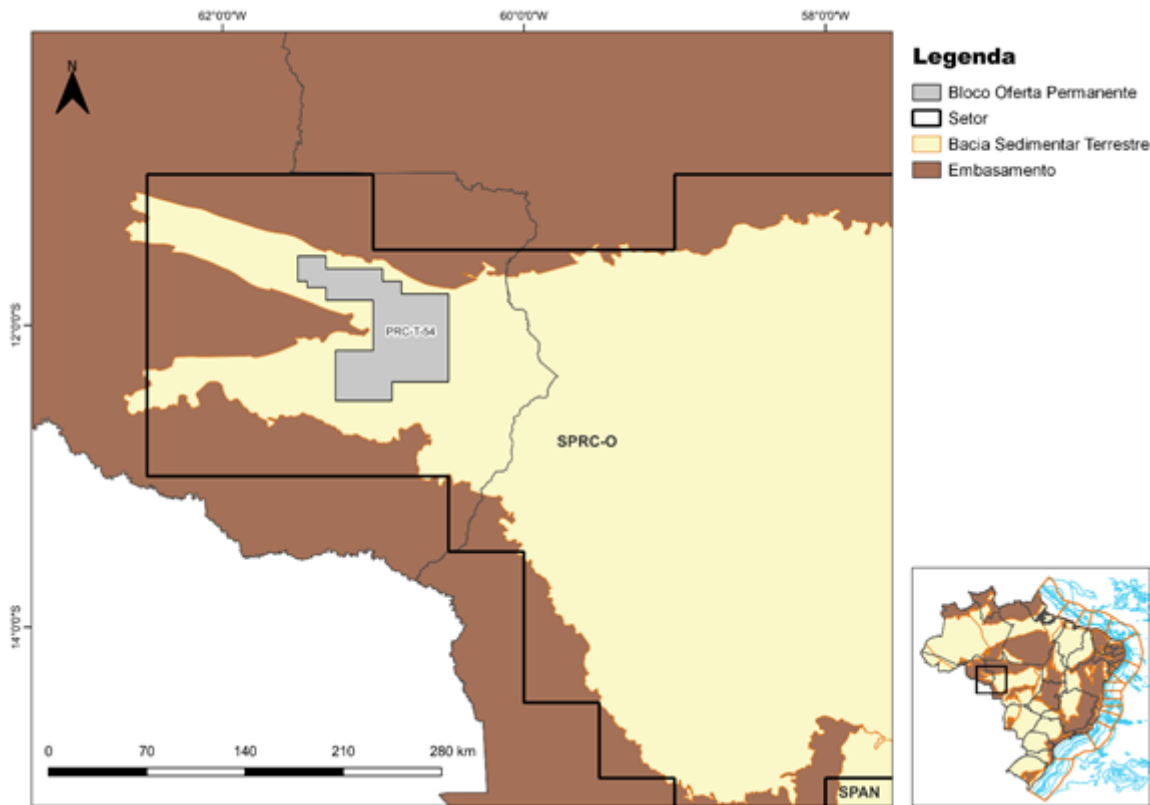 62°0'0"W
60°0'0"W
58°0'0"W
N
12°0'0"S
14°0'0"S
PRC-T-54
SPRC-O
SPAN
0 70 140 210 280 km
Legenda
Bloco Oferta Permanente
Setor
Bacia Sedimentar Terrestre
Embasamento